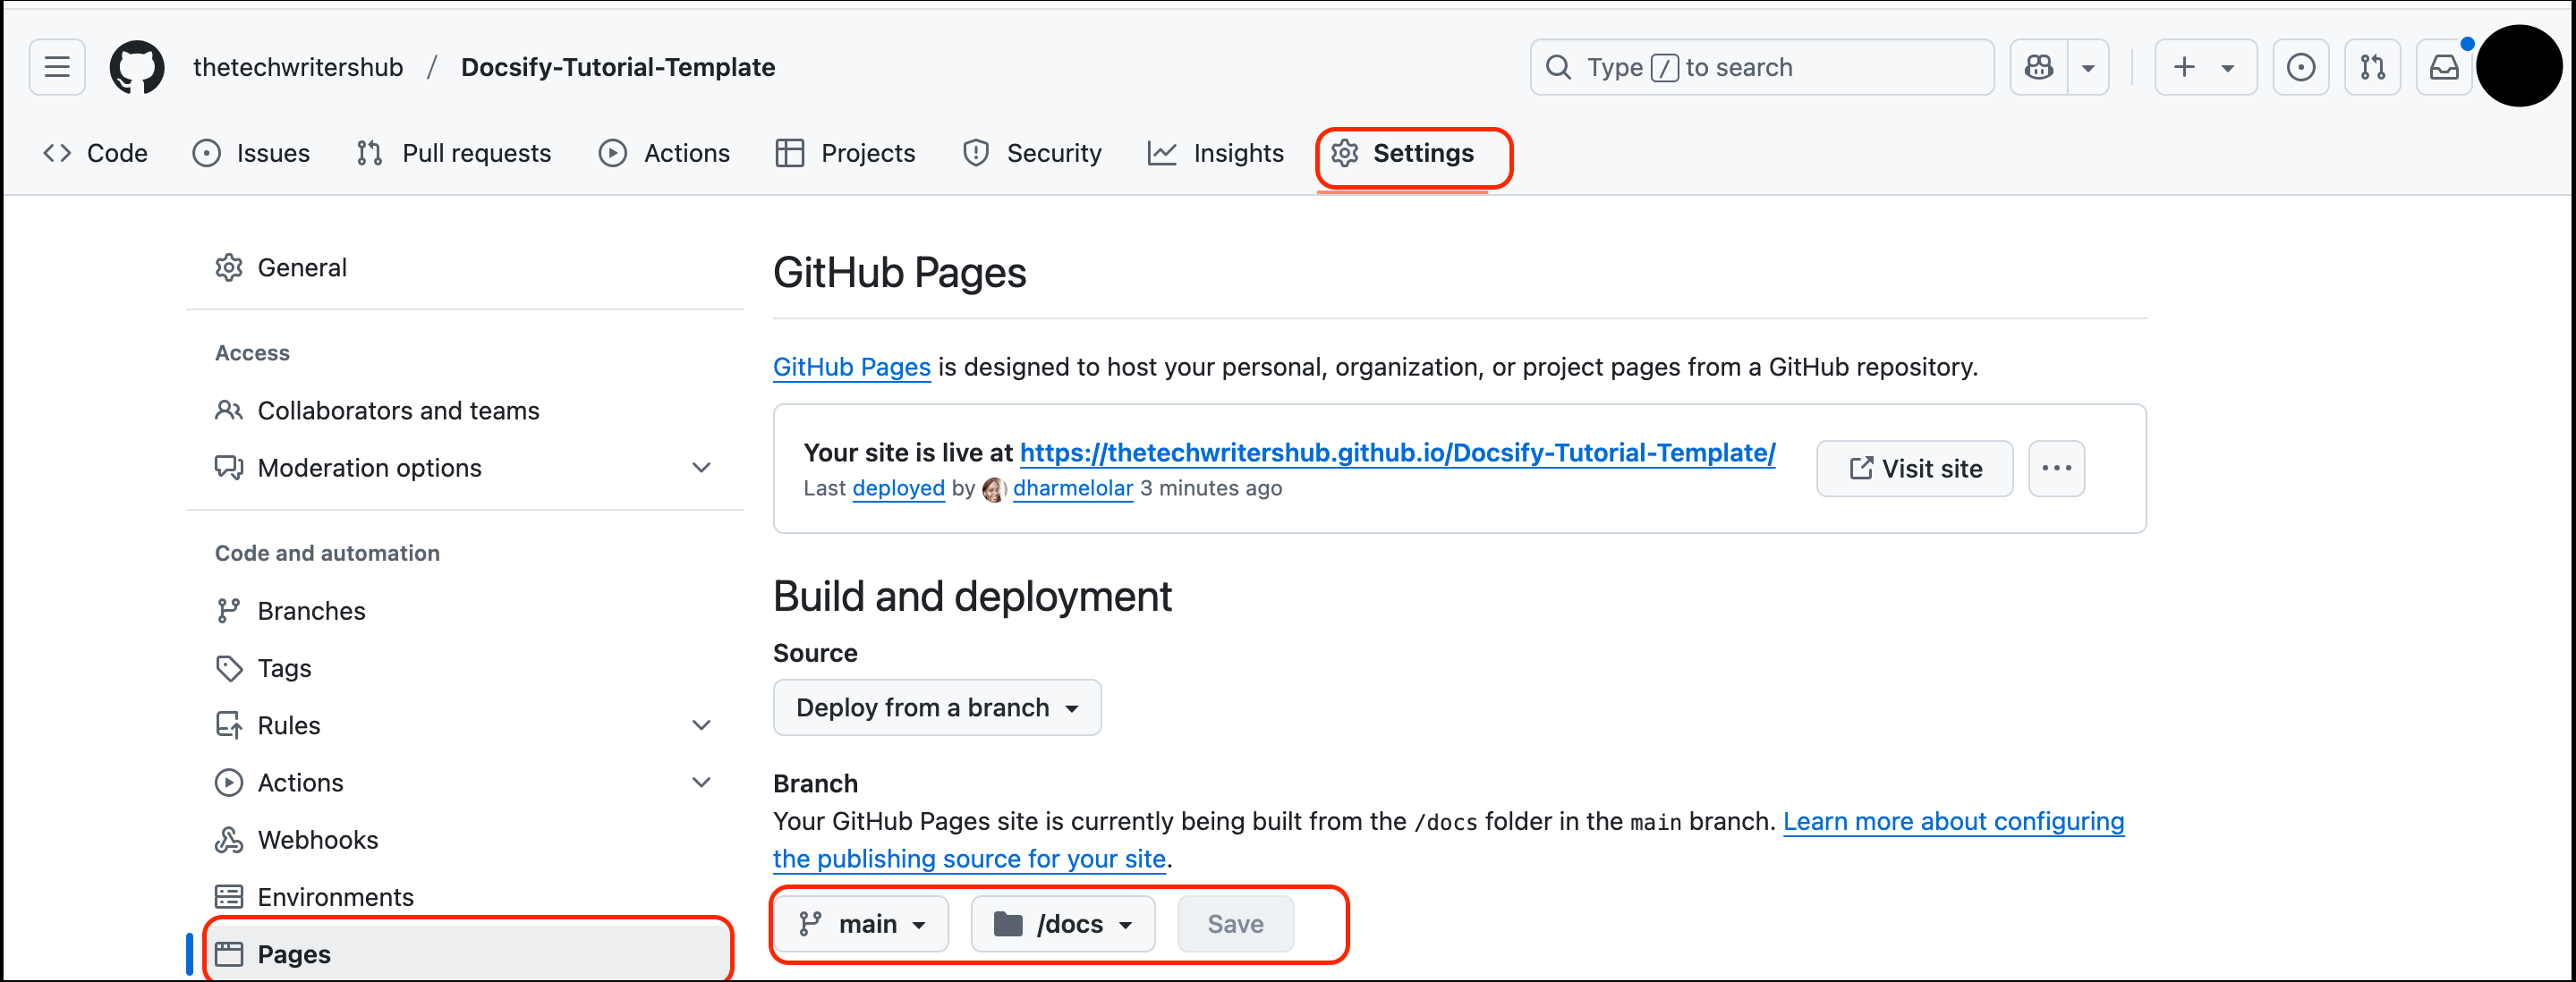 thetechwritershub / Docsify-Tutorial-Template
Type / to search
Code Issues Pull requests Actions Projects Security Insights Settings
General
Access
Collaborators and teams
Moderation options
Code and automation
Branches
Tags
Rules
Actions
Webhooks
Environments
Pages
GitHub Pages
GitHub Pages is designed to host your personal, organization, or project pages from a GitHub repository.
Your site is live at https://thetechwritershub.github.io/Docsify-Tutorial-Template/
Last deployed by dharmelolar 3 minutes ago
Visit site
Build and deployment
Source
Deploy from a branch
Branch
Your GitHub Pages site is currently being built from the /docs folder in the main branch. Learn more about configuring
the publishing source for your site.
main /docs Save